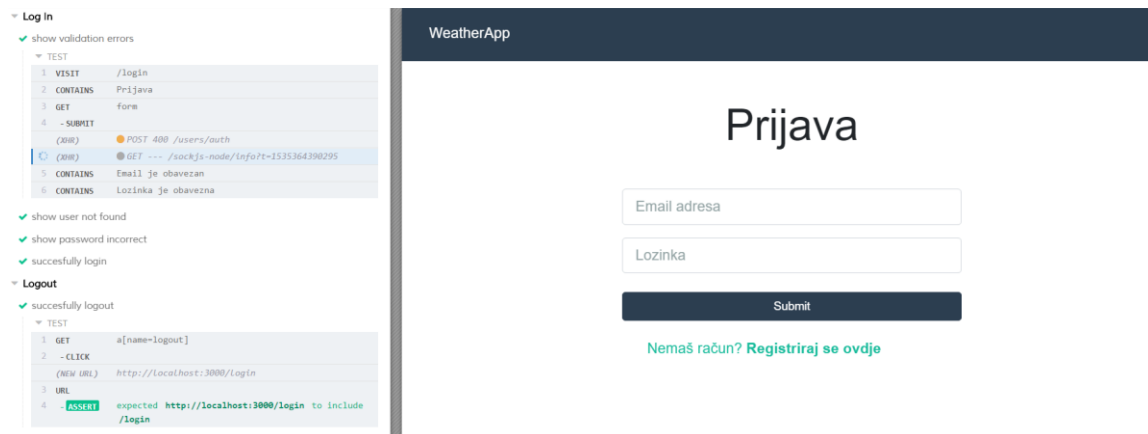 Log In
show validation errors
TEST
1 VISIT /login
2 CONTAINS Prijava
3 GET form
4 - SUBMIT
(XHR) POST 400 /users/auth
(XHR) GET --- /sockjs-node/info?t=1535364390295
5 CONTAINS Email je obavezan
6 CONTAINS Lozinka je obavezna
show user not found
show password incorrect
succesfully login
Logout
succesfully logout
TEST
1 GET a[name=logout]
2 - CLICK
(NEW URL) http://localhost:3000/login
3 URL
4 - ASSERT expected http://localhost:3000/login to include
/login
WeatherApp
Prijava
Email adresa
Lozinka
Submit
Nemaš račun? Registriraj se ovdje